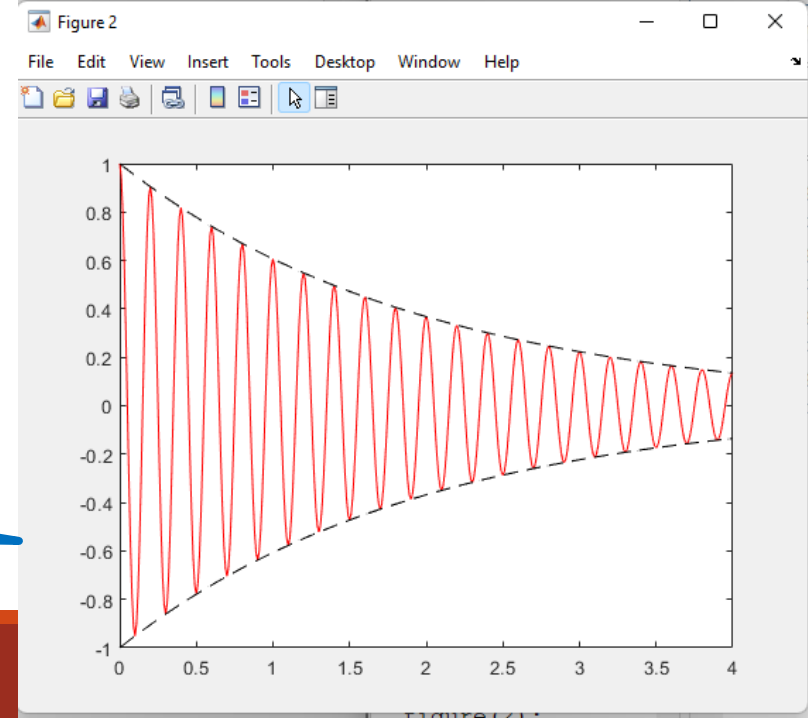 Figure 2
File Edit View Insert Tools Desktop Window Help
1
0.8
0.6
0.4
0.2
0
-0.2
-0.4
-0.6
-0.8
-1
0 0.5 1 1.5 2 2.5 3 3.5 4
figure(2);